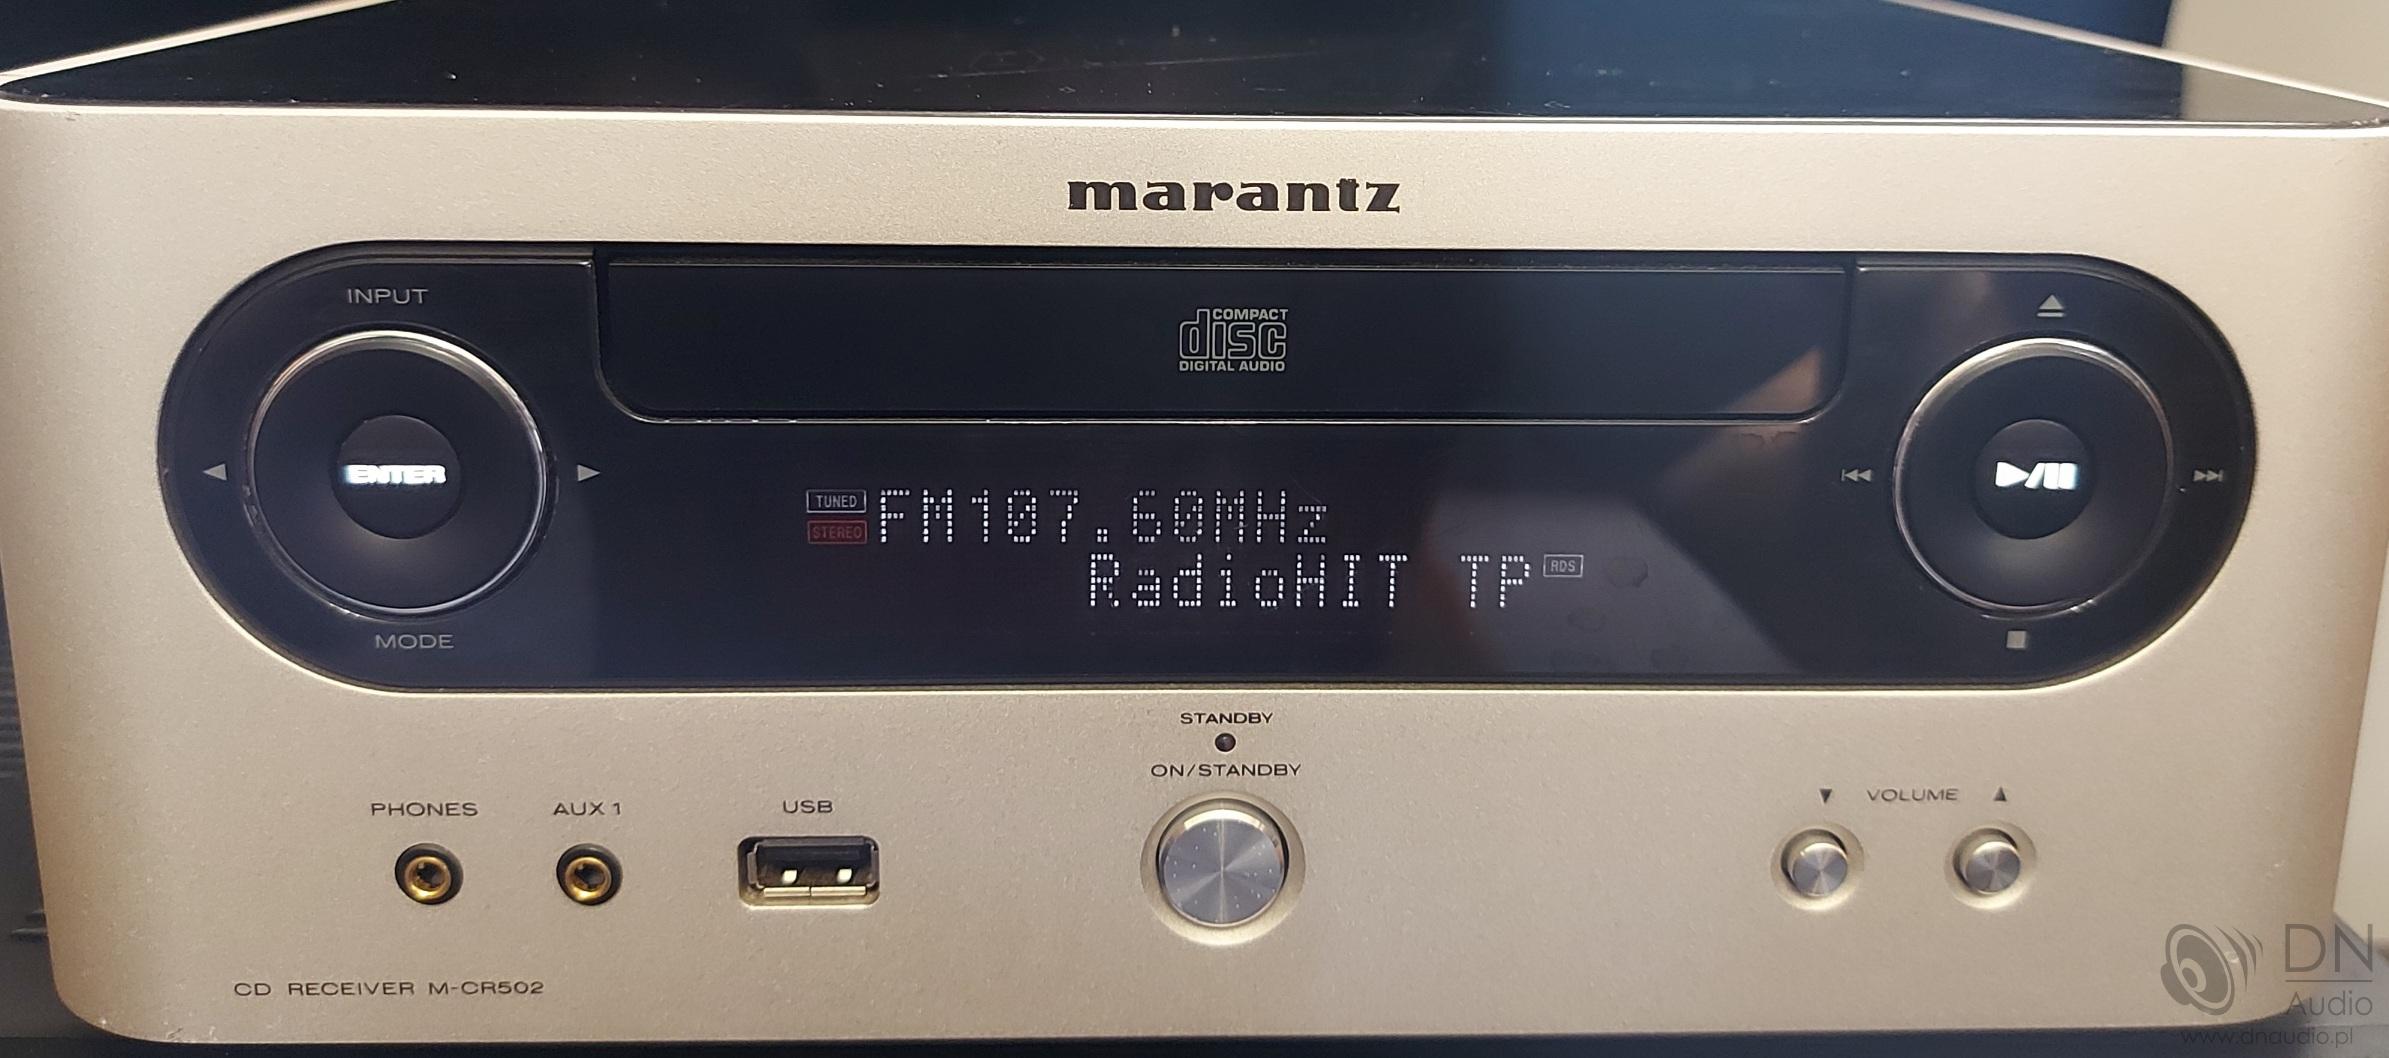 marantz
INPUT
COMPACT
disc
DIGITAL AUDIO
ENTER
TUNED
FM107.60MHz
STEREO
RadioHIT TP RDS
MODE
STANDBY
ON/STANDBY
PHONES AUX 1 USB
VOLUME
CD RECEIVER M-CR502
DN
Audio
www.dnaudio.pl